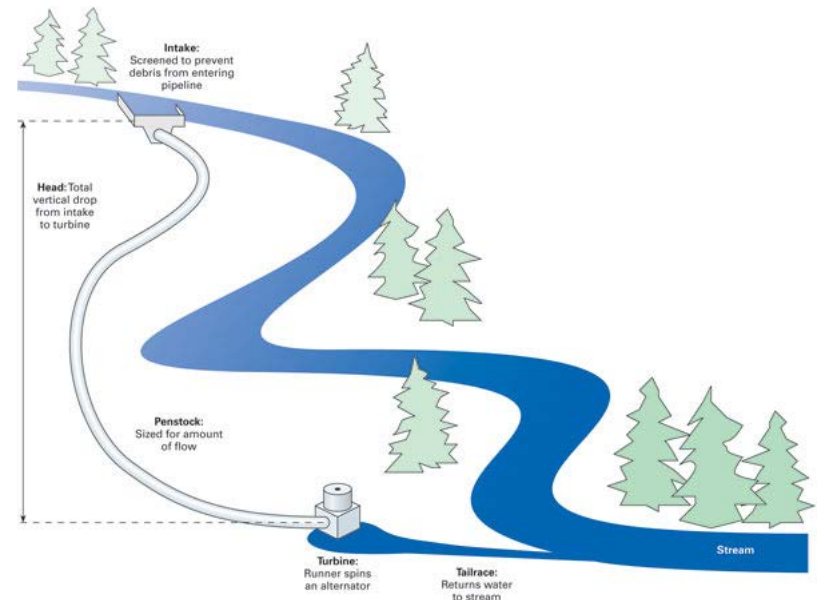 Intake:
Screened to prevent
debris from entering
pipeline
Head: Total
vertical drop
from intake
to turbine
Penstock:
Sized for amount
of flow
Turbine:
Runner spins
an alternator
Tailrace:
Returns water
to stream
Stream